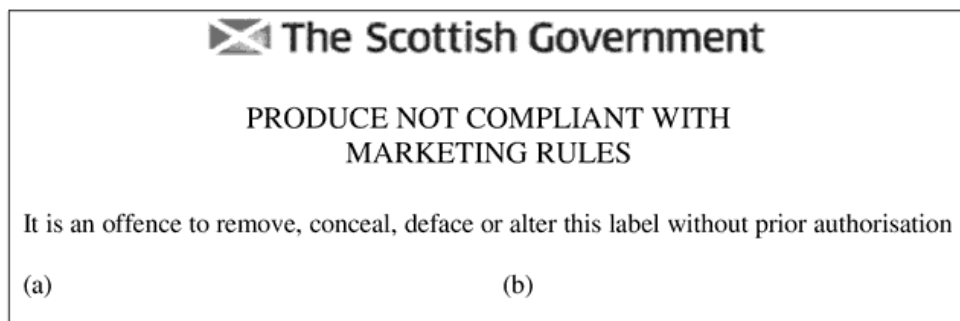 The Scottish Government
PRODUCE NOT COMPLIANT WITH
MARKETING RULES
It is an offence to remove, conceal, deface or alter this label without prior authorisation
(a) (b)